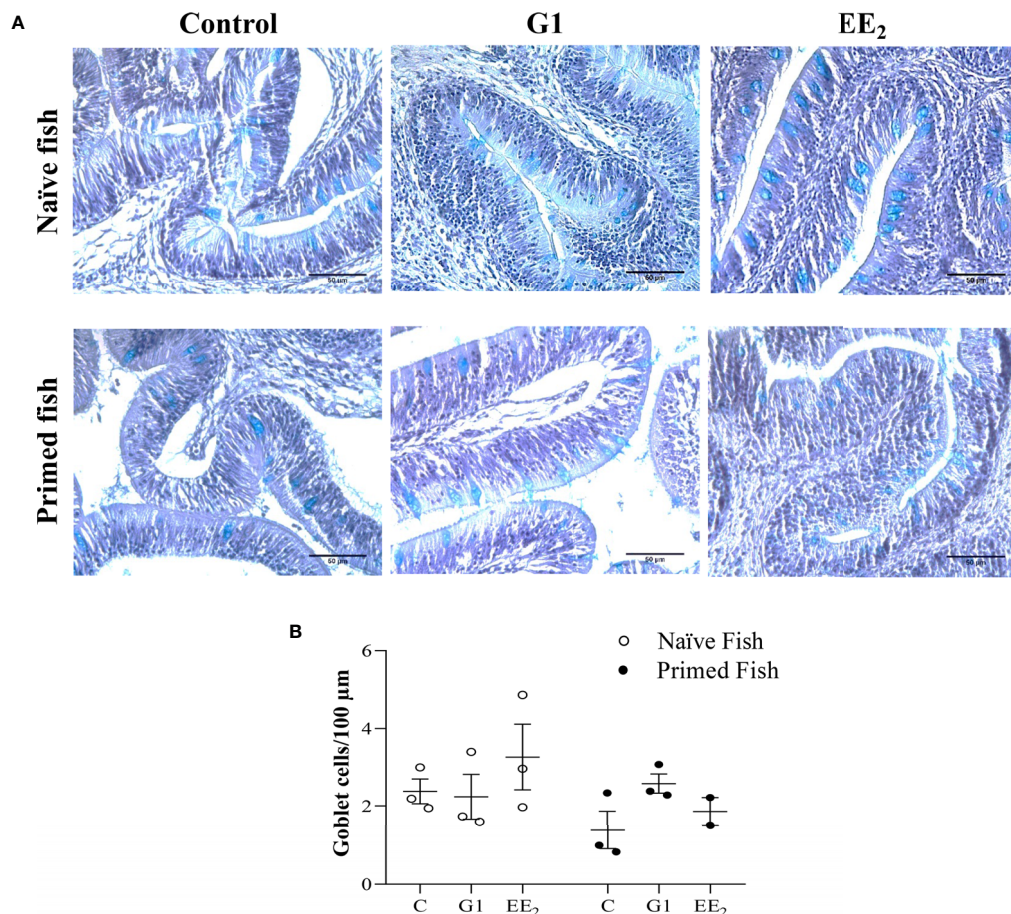 A
Control
G1
EE₂
Naïve fish
50 µm
50 µm
50 µm
Primed fish
50 µm
50 µm
50 µm
B
Naïve Fish
Primed Fish
Goblet cells/100 µm
6
4
2
0
C G1 EE₂ C G1 EE₂